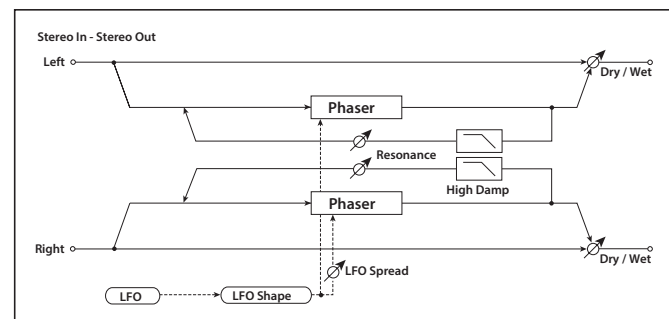 Stereo In - Stereo Out
Left
Dry / Wet
Phaser
Resonance
High Damp
Phaser
Right
Dry / Wet
LFO Spread
LFO
LFO Shape